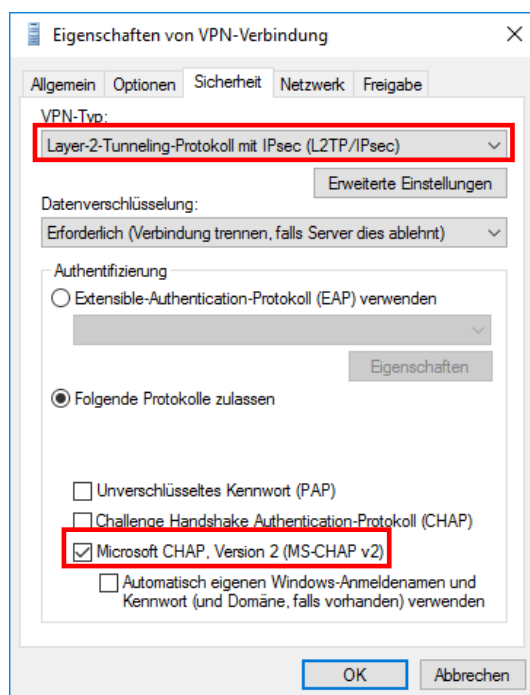 Eigenschaften von VPN-Verbindung
Allgemein Optionen Sicherheit Netzwerk Freigabe
VPN-Typ:
Layer-2-Tunneling-Protokoll mit IPsec (L2TP/IPsec)
Erweiterte Einstellungen
Datenverschlüsselung:
Erforderlich (Verbindung trennen, falls Server dies ablehnt)
Authentifizierung
Extensible-Authentication-Protokoll (EAP) verwenden
Eigenschaften
Folgende Protokolle zulassen
Unverschlüsseltes Kennwort (PAP)
Challenge Handshake Authentication-Protokoll (CHAP)
Microsoft CHAP, Version 2 (MS-CHAP v2)
Automatisch eigenen Windows-Anmeldenamen und
Kennwort (und Domäne, falls vorhanden) verwenden
OK Abbrechen